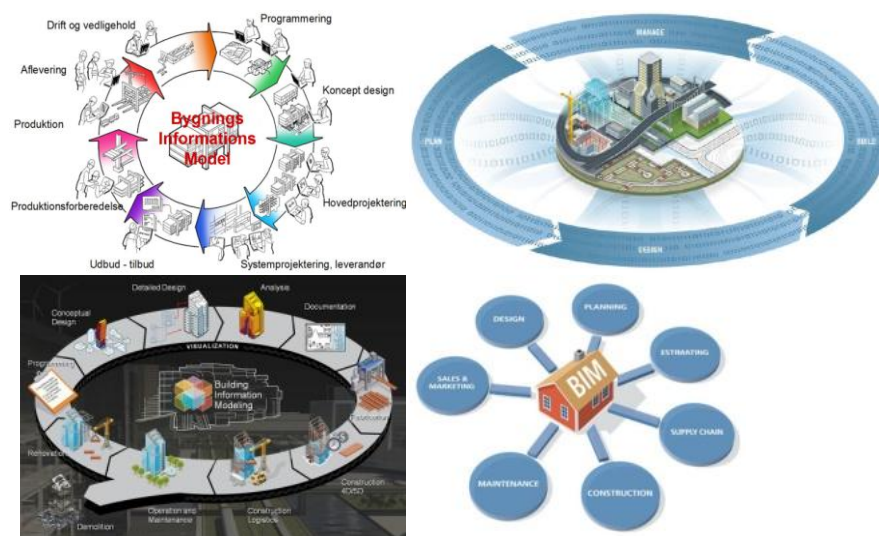 Drift og vedligehold
Programmering
Aflevering
Koncept design
Produktion
Bygnings
Informations
Model
Produktionsforberedelse
Hovedprojektering
Udbud - tilbud
Systemprojektering, leverandør
MANAGE
PLAN
BUILD
DESIGN
Detailed Design
Analysis
Conceptual
Design
Documentation
VISUALIZATION
Programming
Building
Information
Modeling
Fabrication
Renovation
Construction
4D/5D
Operation and
Maintenance
Construction
Logistics
Demolition
PLANNING
DESIGN
ESTIMATING
SALES &
MARKETING
BIM
SUPPLY CHAIN
MAINTENANCE
CONSTRUCTION